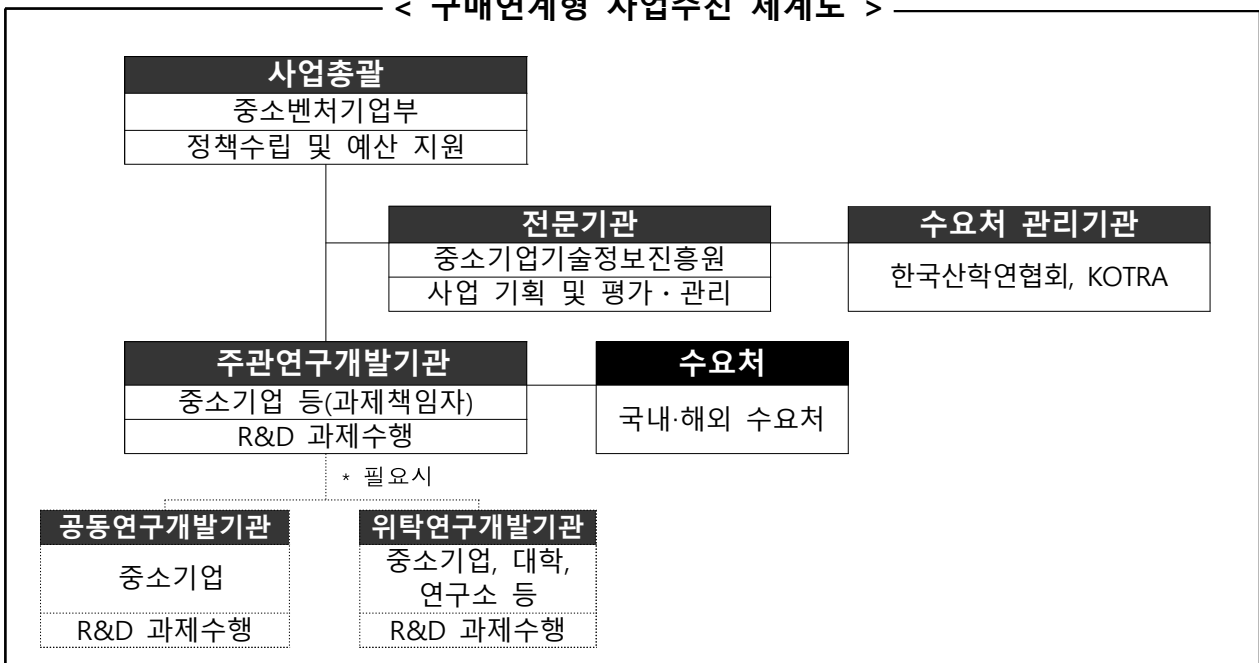 < 구매연계형 사업추진 체계도 >
사업총괄
중소벤처기업부
정책수립 및 예산 지원
전문기관
중소기업기술정보진흥원
사업 기획 및 평가·관리
수요처 관리기관
한국산학연협회, KOTRA
주관연구개발기관
중소기업 등(과제책임자)
R&D 과제수행
수요처
국내·해외 수요처
* 필요시
공동연구개발기관
중소기업
R&D 과제수행
위탁연구개발기관
중소기업, 대학,
연구소 등
R&D 과제수행